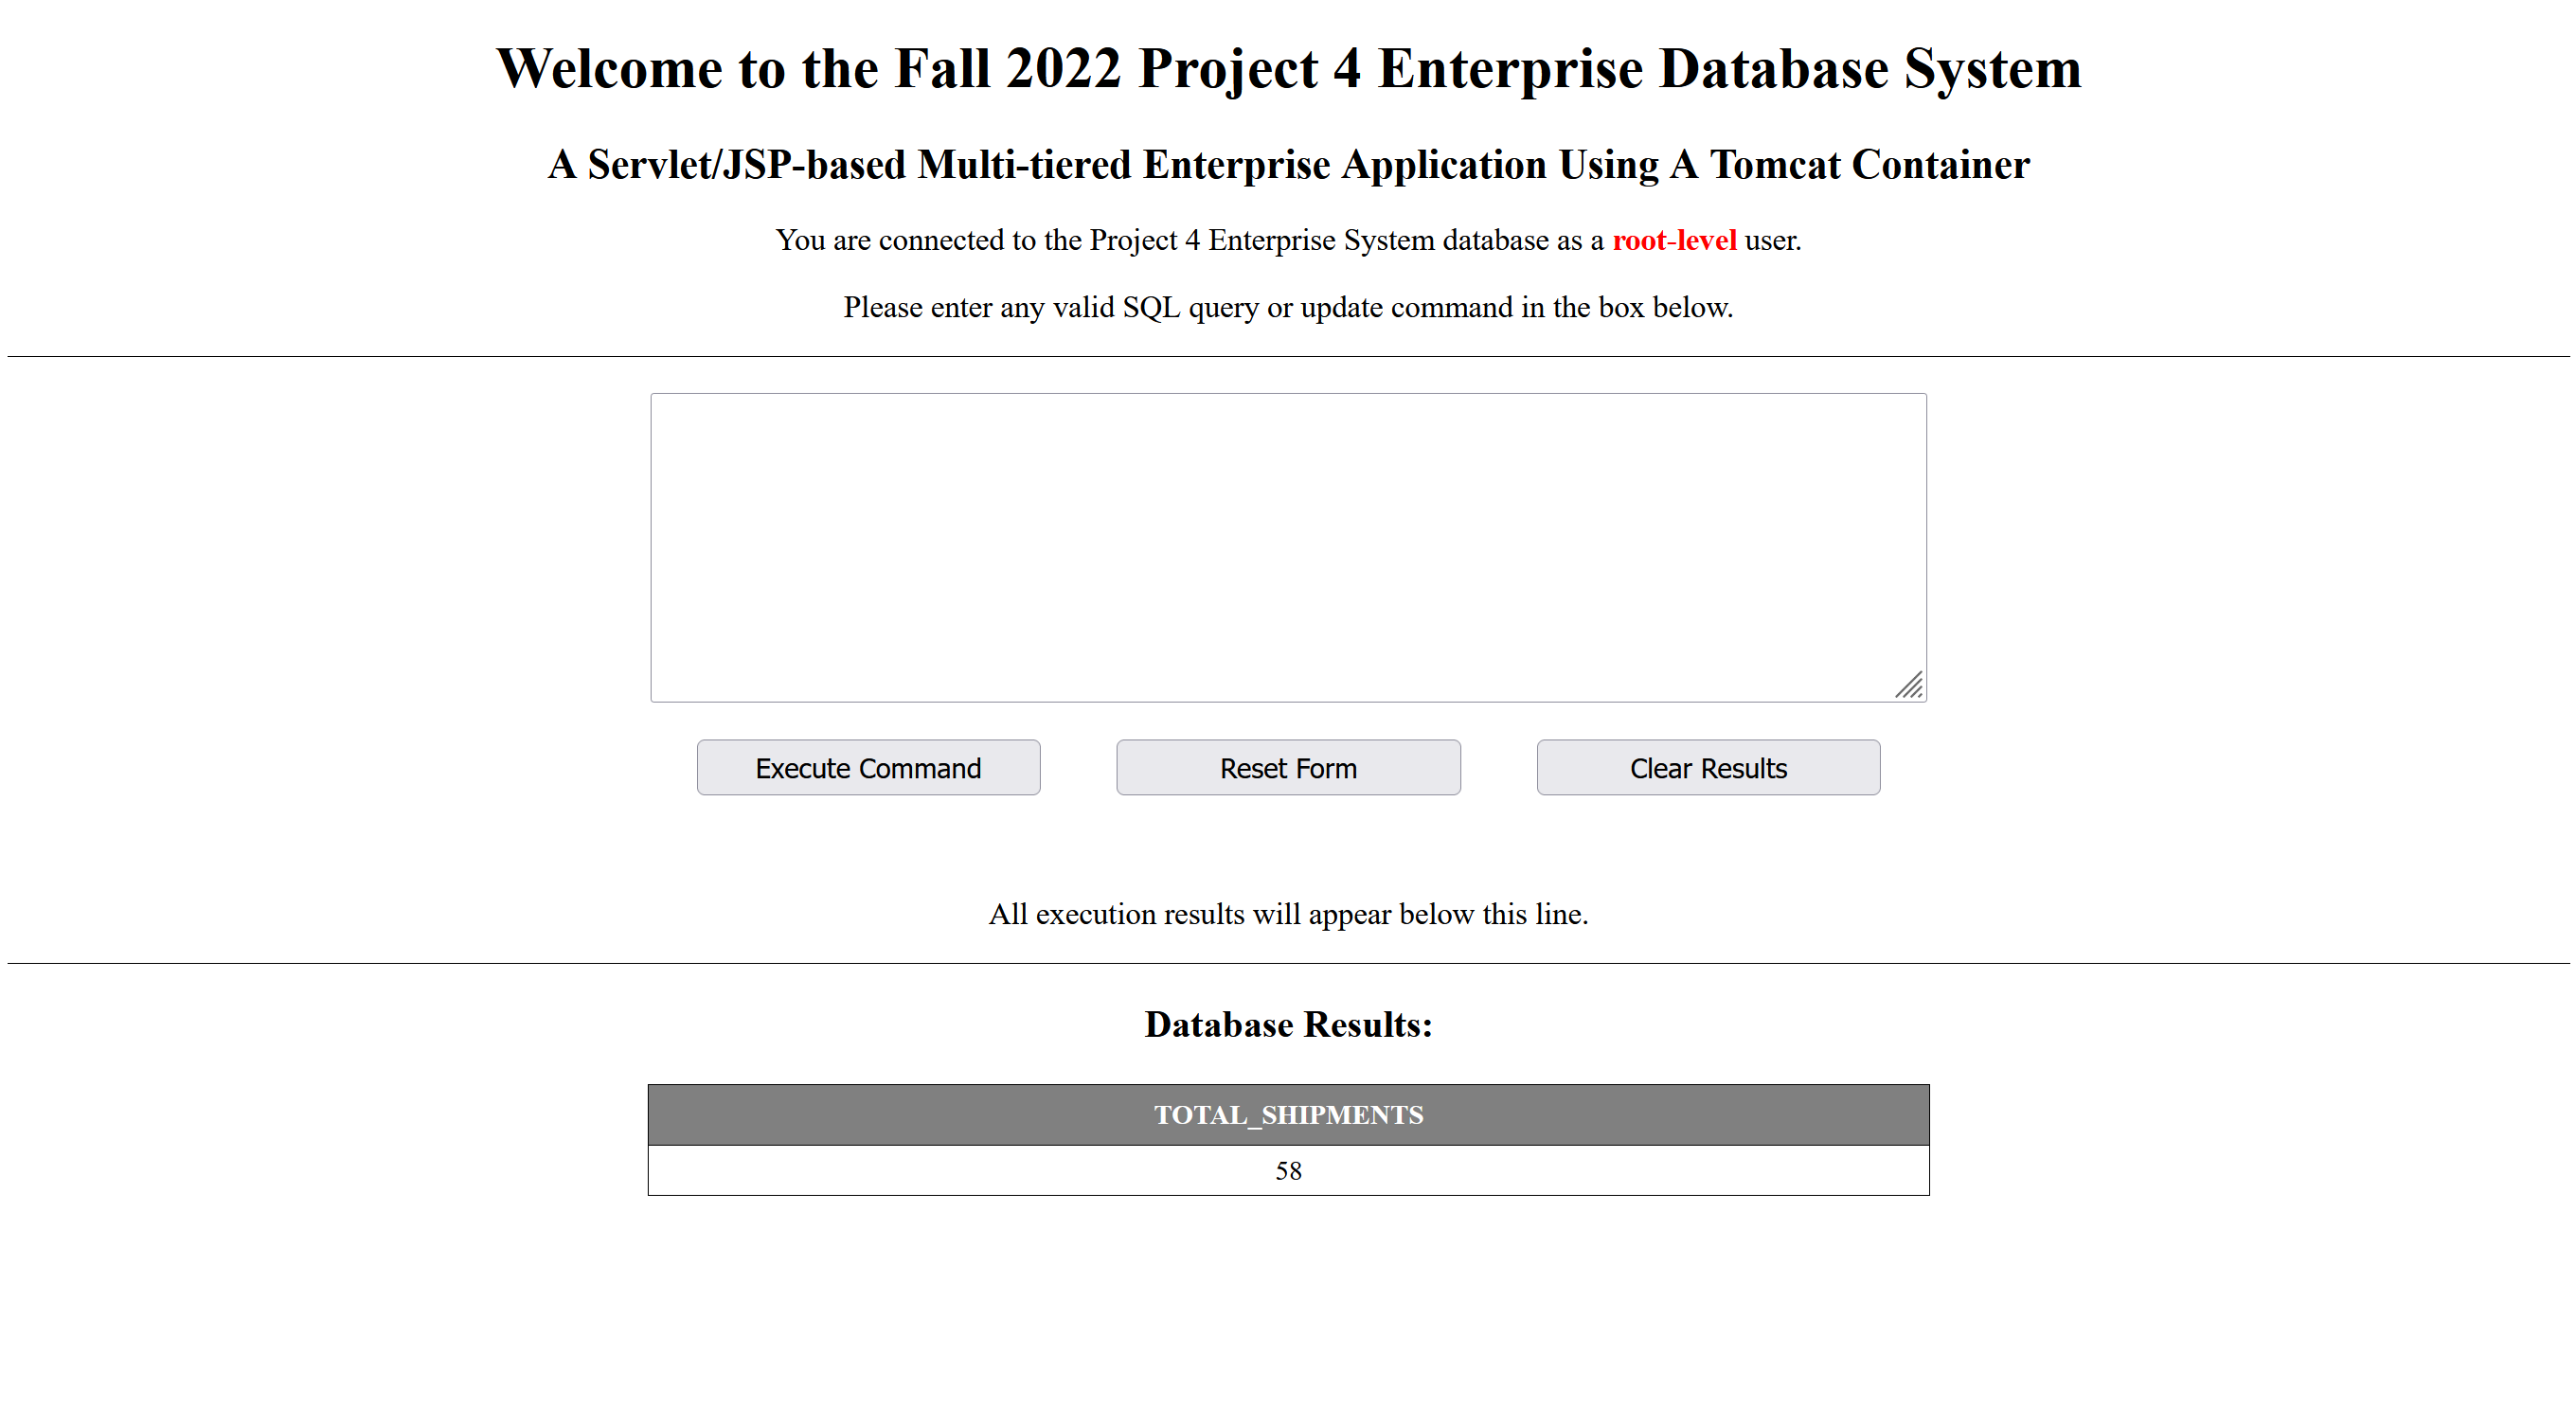 Welcome to the Fall 2022 Project 4 Enterprise Database System
A Servlet/JSP-based Multi-tiered Enterprise Application Using A Tomcat Container
You are connected to the Project 4 Enterprise System database as a root-level user.
Please enter any valid SQL query or update command in the box below.
Execute Command Reset Form Clear Results
All execution results will appear below this line.
Database Results:
TOTAL_SHIPMENTS
58